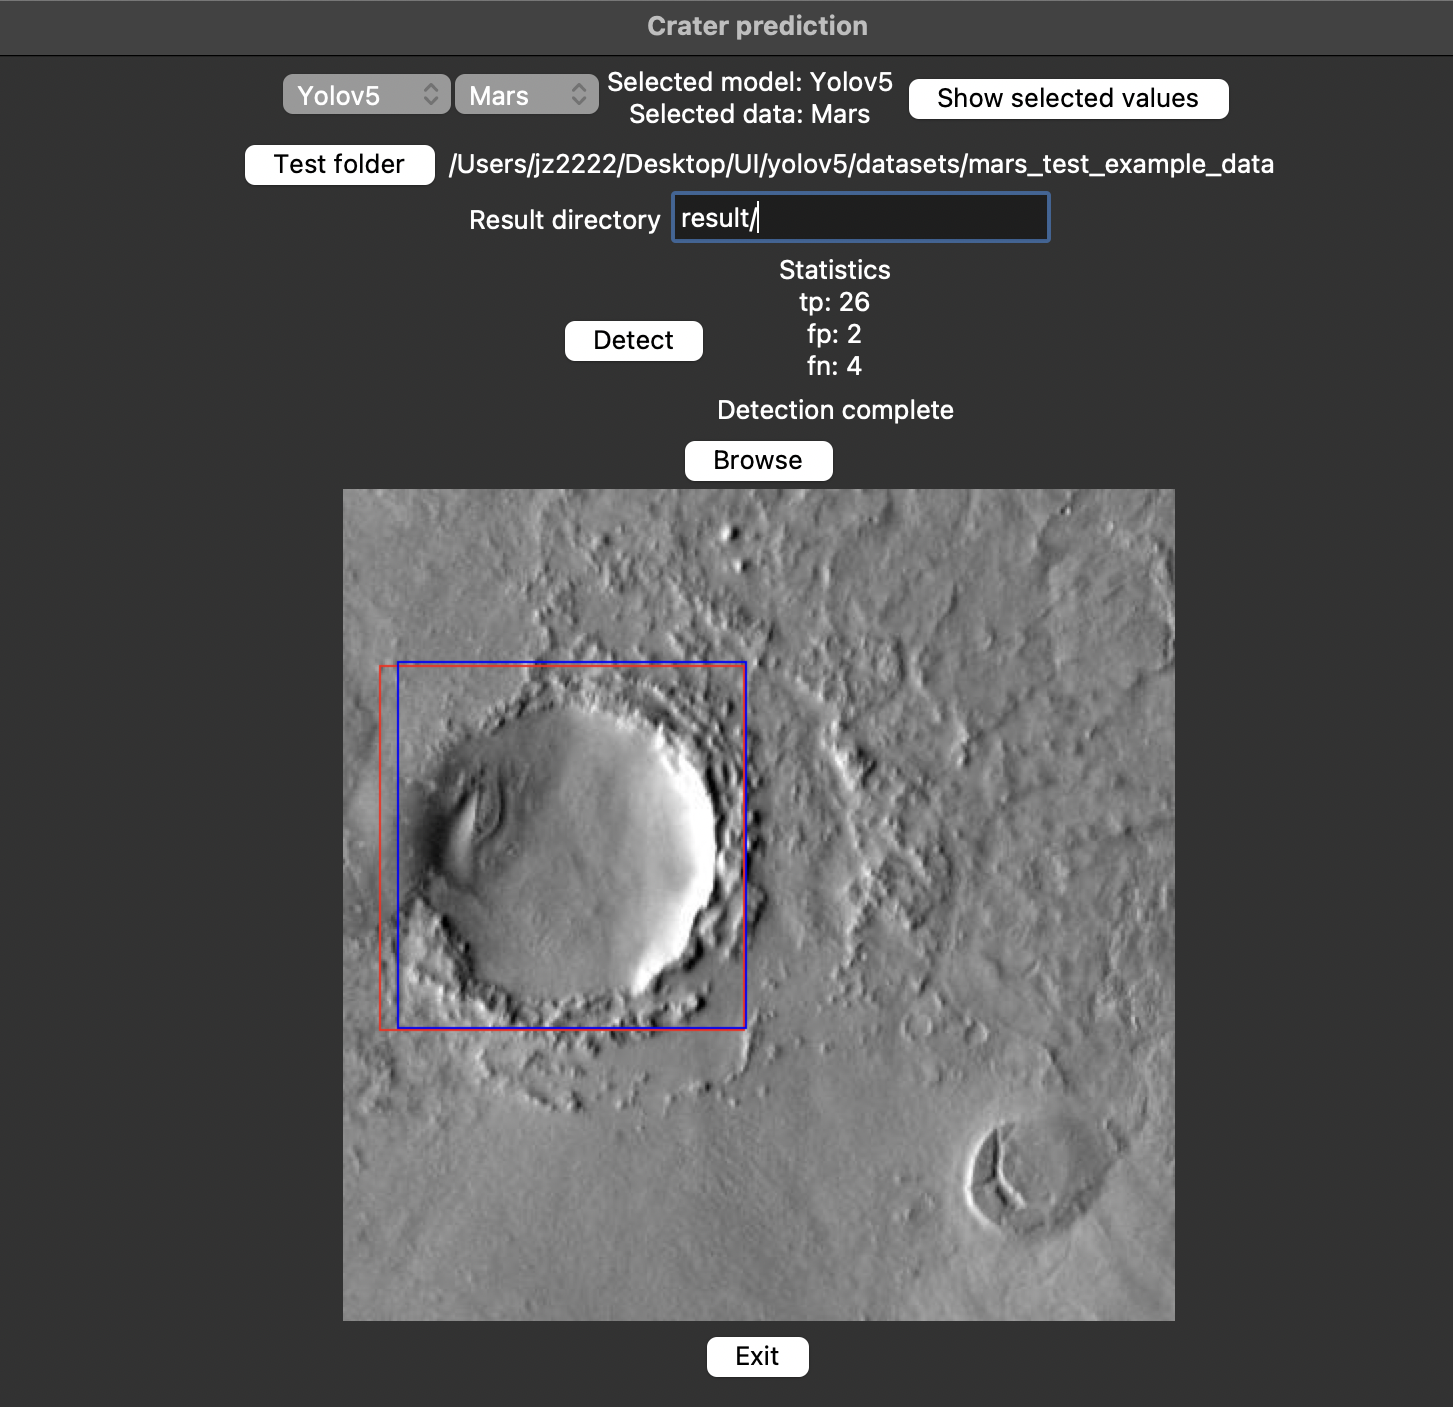 Crater prediction
Yolov5 Mars Selected model: Yolov5 Show selected values
Selected data: Mars
Test folder /Users/jz2222/Desktop/UI/yolov5/datasets/mars_test_example_data
Result directory result/
Statistics
tp: 26
fp: 2
Detect
fn: 4
Detection complete
Browse
Exit